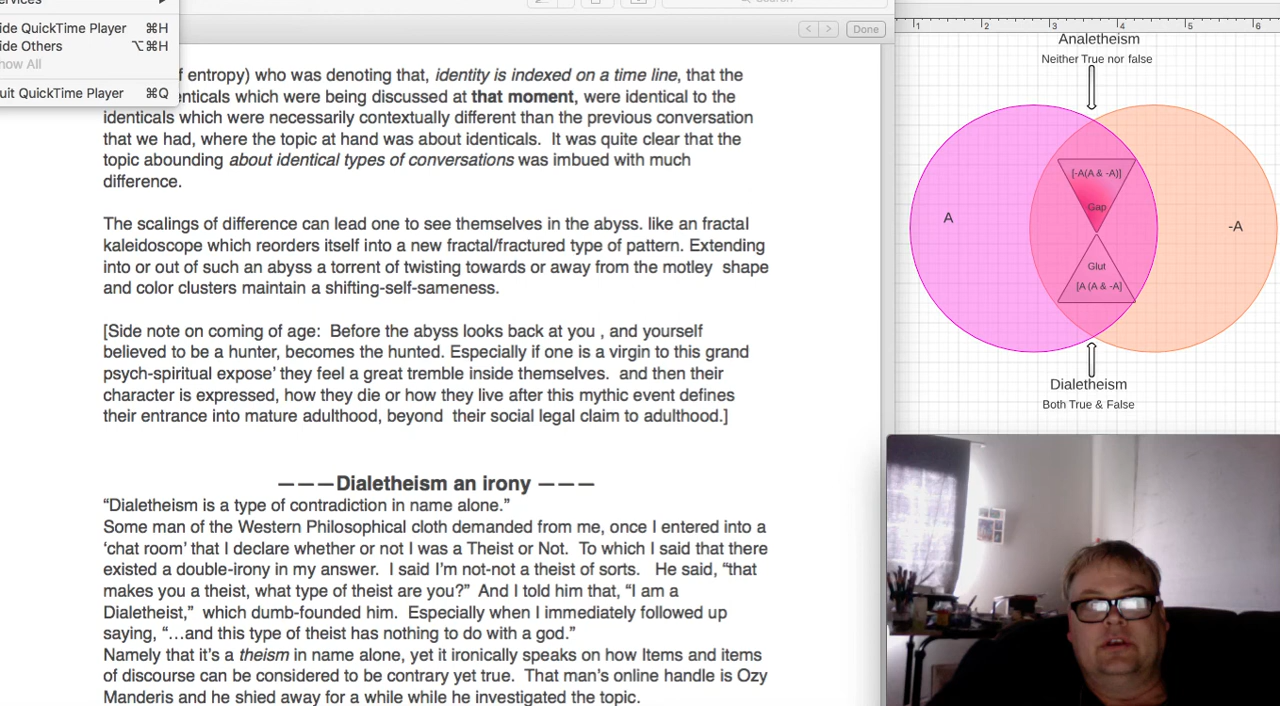 ervices
ide QuickTime Player ⌘H
ide Others ⌥⌘H
how All
uit QuickTime Player ⌘Q
Search
Done
f entropy) who was denoting that, identity is indexed on a time line, that the
enticals which were being discussed at that moment, were identical to the
identicals which were necessarily contextually different than the previous conversation
that we had, where the topic at hand was about identicals.  It was quite clear that the
topic abounding about identical types of conversations was imbued with much
difference.
The scalings of difference can lead one to see themselves in the abyss. like an fractal
kaleidoscope which reorders itself into a new fractal/fractured type of pattern. Extending
into or out of such an abyss a torrent of twisting towards or away from the motley  shape
and color clusters maintain a shifting-self-sameness.
[Side note on coming of age:  Before the abyss looks back at you , and yourself
believed to be a hunter, becomes the hunted. Especially if one is a virgin to this grand
psych-spiritual expose’ they feel a great tremble inside themselves.  and then their
character is expressed, how they die or how they live after this mythic event defines
their entrance into mature adulthood, beyond  their social legal claim to adulthood.]
———Dialetheism an irony ———
“Dialetheism is a type of contradiction in name alone.”
Some man of the Western Philosophical cloth demanded from me, once I entered into a
‘chat room’ that I declare whether or not I was a Theist or Not.  To which I said that there
existed a double-irony in my answer.  I said I’m not-not a theist of sorts.   He said, “that
makes you a theist, what type of theist are you?”  And I told him that, “I am a
Dialetheist,”  which dumb-founded him.  Especially when I immediately followed up
saying, “…and this type of theist has nothing to do with a god.”
Namely that it’s a theism in name alone, yet it ironically speaks on how Items and items
of discourse can be considered to be contrary yet true.  That man’s online handle is Ozy
Manderis and he shied away for a while while he investigated the topic.
1 2 3 4 5 6
Analetheism
Neither True nor false
[-A(A & -A)]
Gap
A
-A
Glut
[A (A & -A]
Dialetheism
Both True & False